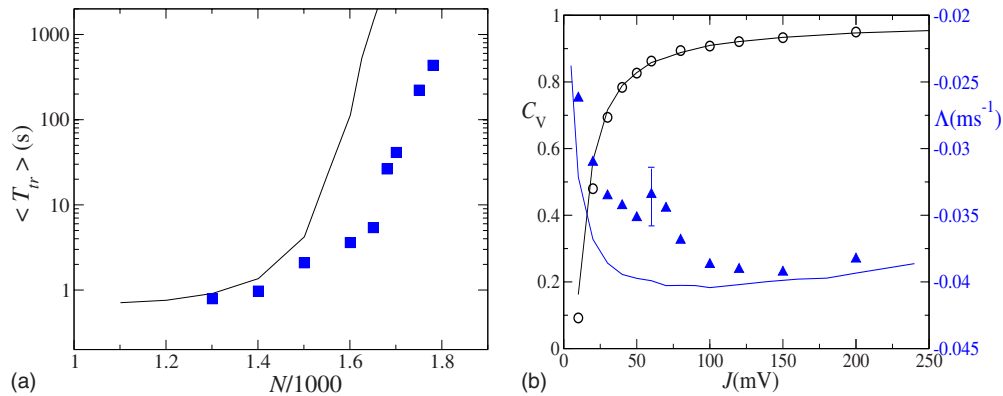 1000
100
10
1
< T_tr > (s)
1 1.2 1.4 1.6 1.8
N/1000
(a)
1
0.8
0.6
0.4
0.2
0
C_V
-0.02
-0.025
-0.03
-0.035
-0.04
-0.045
Λ(ms⁻¹)
0 50 100 150 200 250
J(mV)
(b)